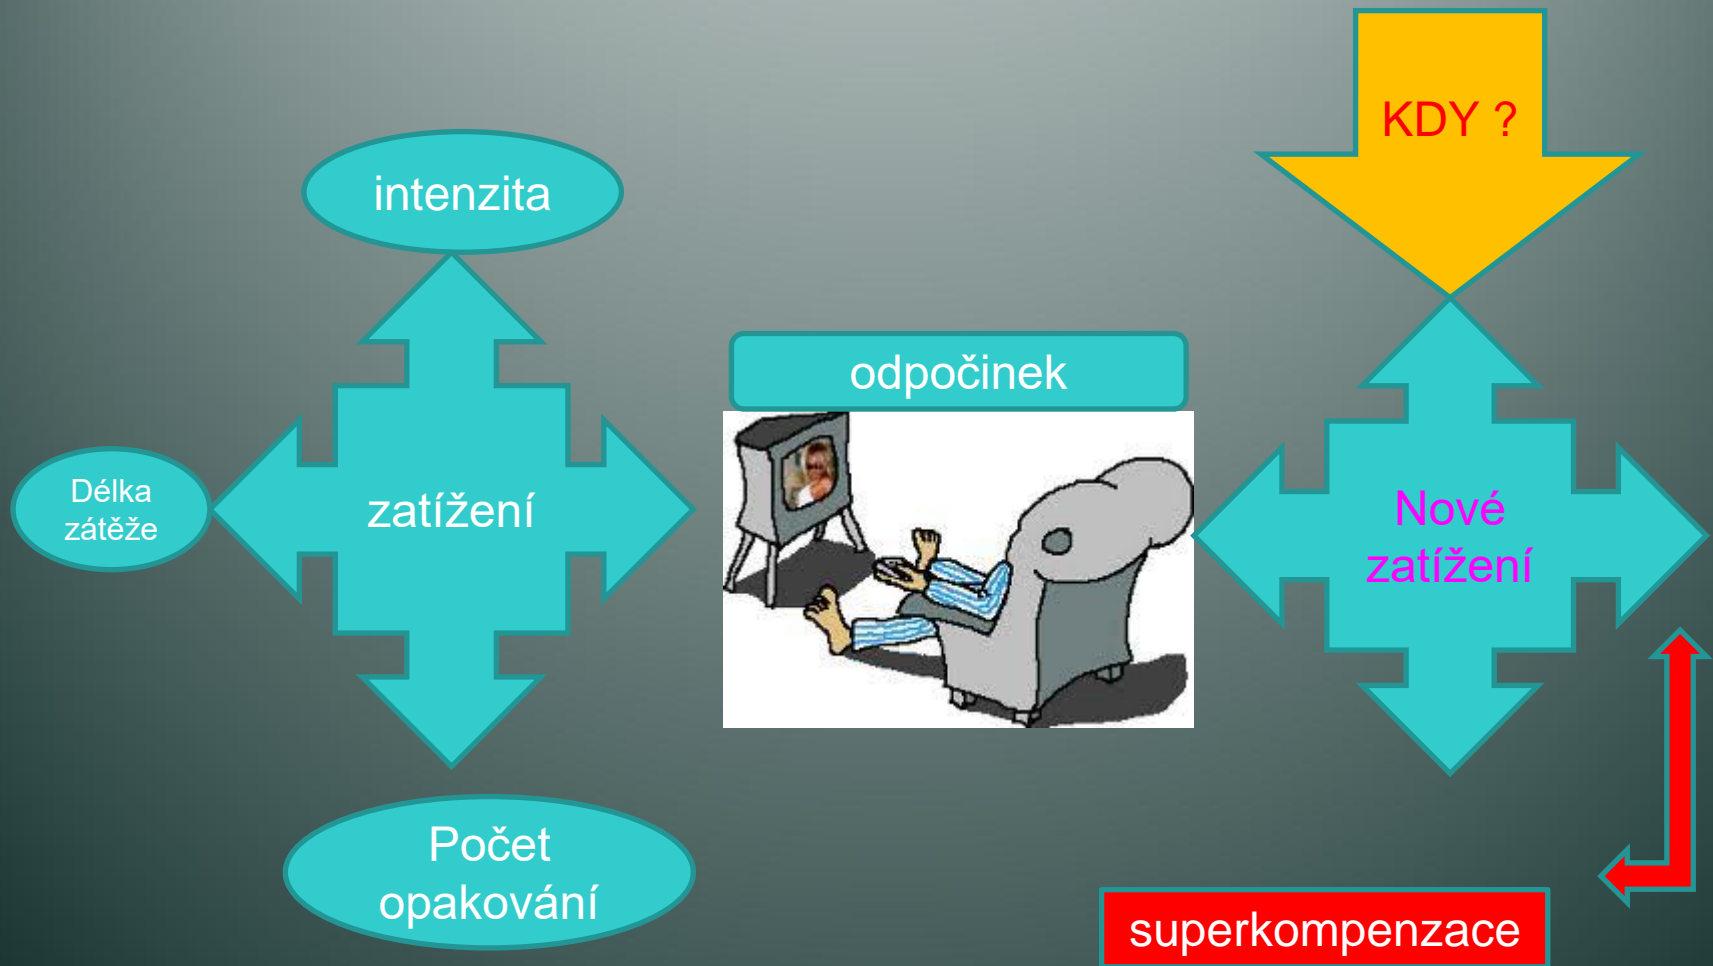 KDY ?
intenzita
odpočinek
Délka
zátěže
zatížení
Nové
zatížení
Počet
opakování
superkompenzace